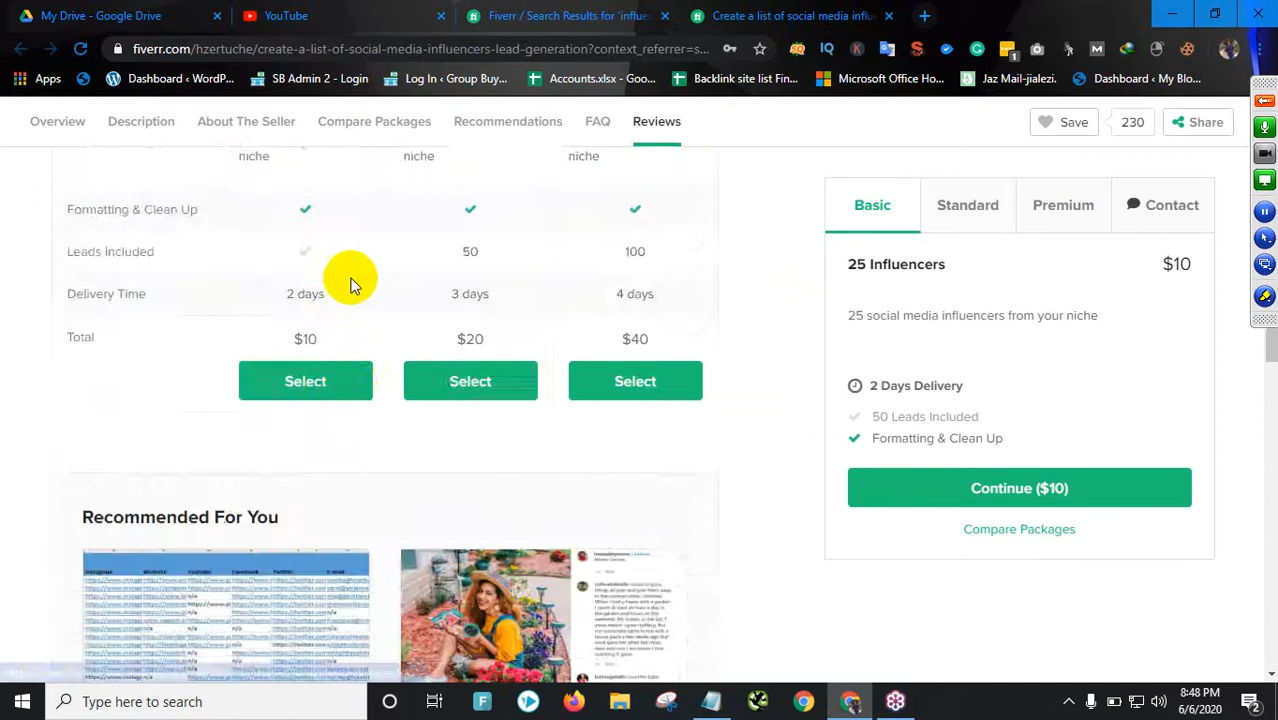 My Drive - Google Drive
YouTube
Fiverr / Search Results for 'influe
Create a list of social media influ
fiverr.com/hzertuche/create-a-list-of-social-media-influencers-lead-generation?context_referrer=s...
Apps
Dashboard ‹ WordP...
SB Admin 2 - Login
Log In ‹ Group Buy...
Accounts.xlsx - Goo...
Backlink site list Fin...
Microsoft Office Ho...
Jaz Mail-jialezi...
Dashboard ‹ My Blo...
Overview
Description
About The Seller
Compare Packages
Recommendations
FAQ
Reviews
Save
230
Share
niche niche niche
Formatting & Clean Up
Leads Included 50 100
Delivery Time 2 days 3 days 4 days
Total $10 $20 $40
Select Select Select
Basic
Standard
Premium
Contact
25 Influencers $10
25 social media influencers from your niche
2 Days Delivery
50 Leads Included
Formatting & Clean Up
Continue ($10)
Compare Packages
Recommended For You
Type here to search
8:48 PM
6/6/2020
2